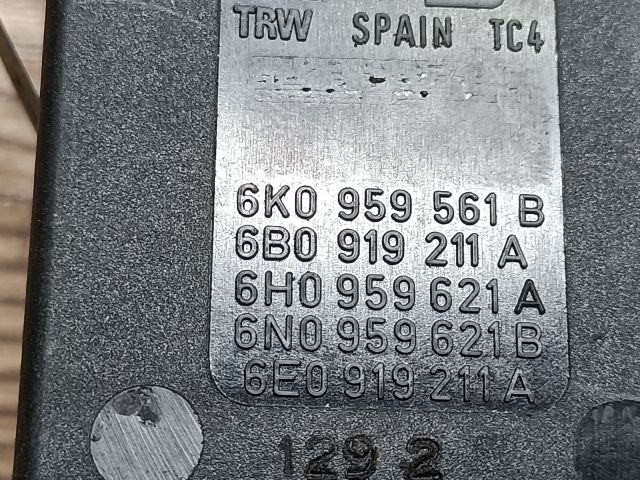 TRW SPAIN TC4
6K0 959 561 B
6B0 919 211 A
6H0 959 621 A
6N0 959 621 B
6E0 919 211 A
129 2